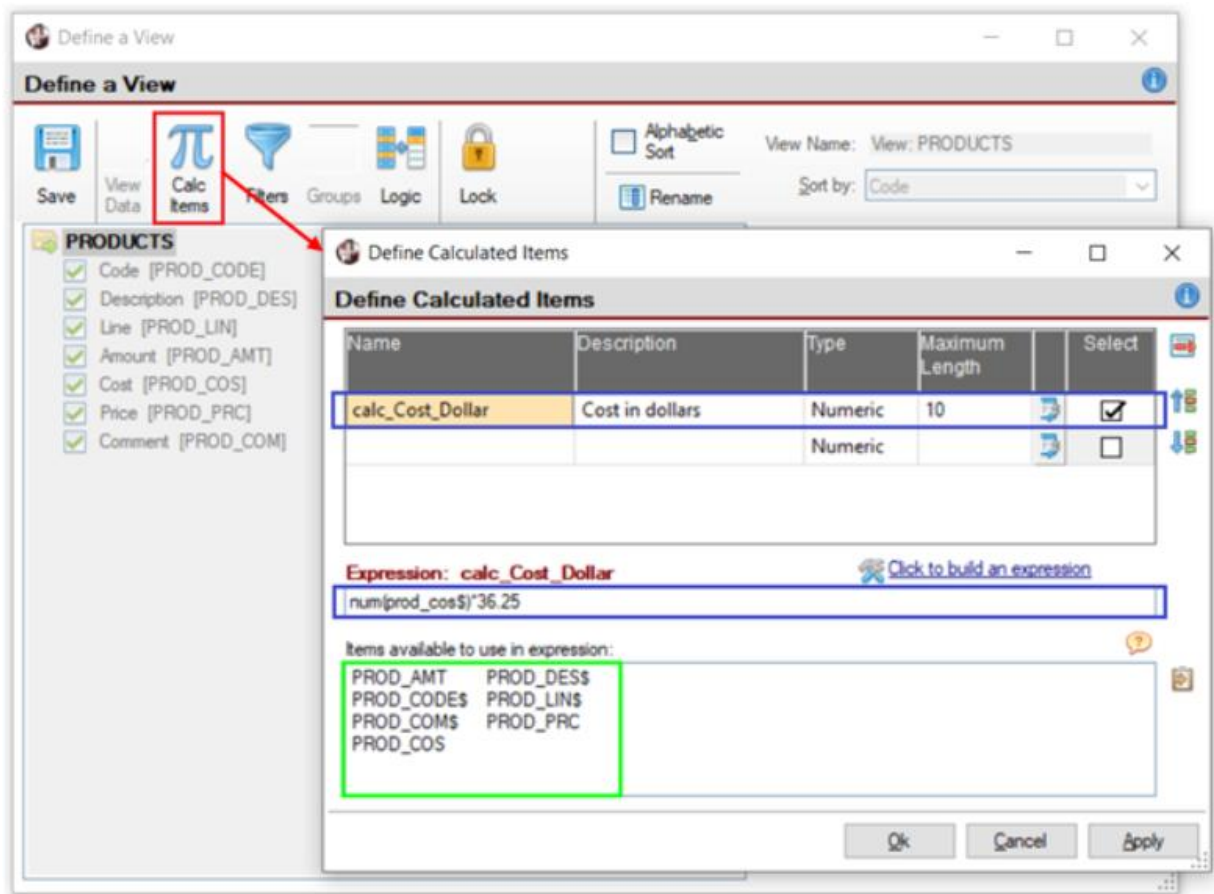 Define a View
Define a View
Save
View Data
Calc Items
Filters
Groups
Logic
Lock
Alphabetic Sort
Rename
View Name: View: PRODUCTS
Sort by: Code
PRODUCTS
Code [PROD_CODE]
Description [PROD_DES]
Line [PROD_LIN]
Amount [PROD_AMT]
Cost [PROD_COS]
Price [PROD_PRC]
Comment [PROD_COM]
Define Calculated Items
Define Calculated Items
Name Description Type Maximum Length Select
calc_Cost_Dollar Cost in dollars Numeric 10
Numeric
Expression: calc_Cost_Dollar Click to build an expression
num(prod_cos$)*36.25
Items available to use in expression:
PROD_AMT PROD_DES$
PROD_CODE$ PROD_LIN$
PROD_COM$ PROD_PRC
PROD_COS
Ok Cancel Apply